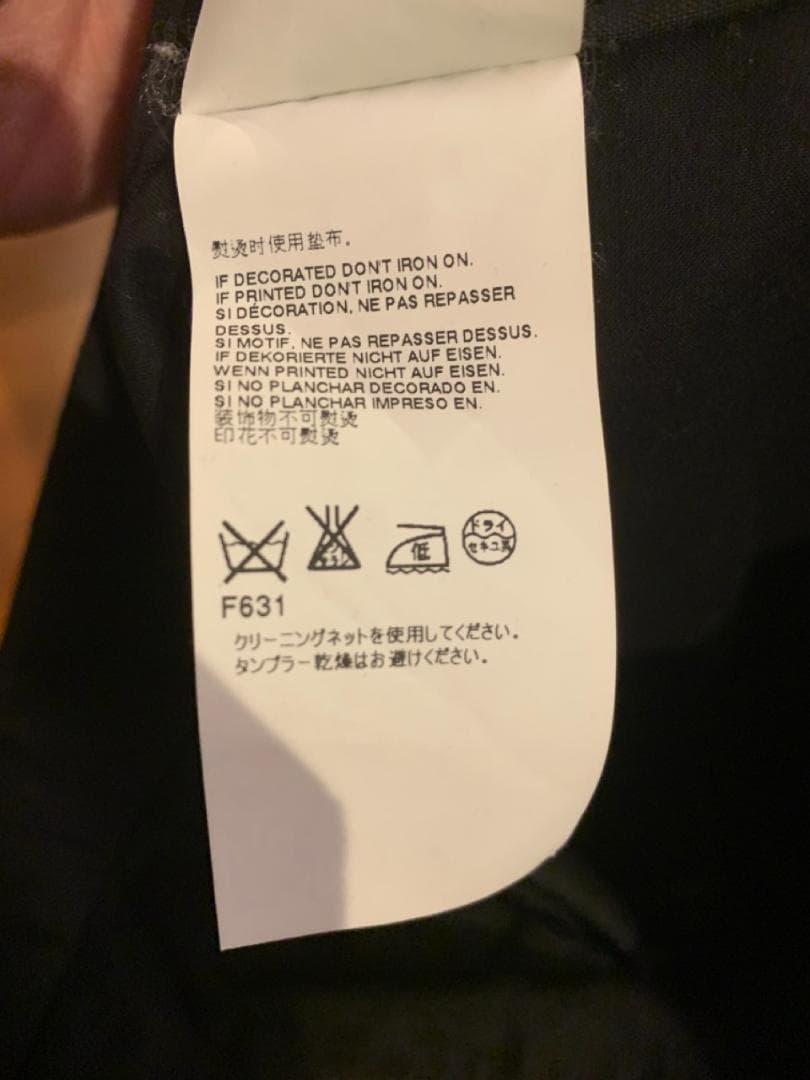 熨烫时使用垫布。
IF DECORATED DON'T IRON ON.
IF PRINTED DON'T IRON ON.
SI DÉCORATION, NE PAS REPASSER
DESSUS.
SI MOTIF, NE PAS REPASSER DESSUS.
IF DEKORIERTE NICHT AUF EISEN.
WENN PRINTED NICHT AUF EISEN.
SI NO PLANCHAR DECORADO EN.
SI NO PLANCHAR IMPRESO EN.
装饰物不可熨烫
印花不可熨烫
低
ドライ
セキユ系
F631
クリーニングネットを使用してください。
タンブラー乾燥はお避けください。